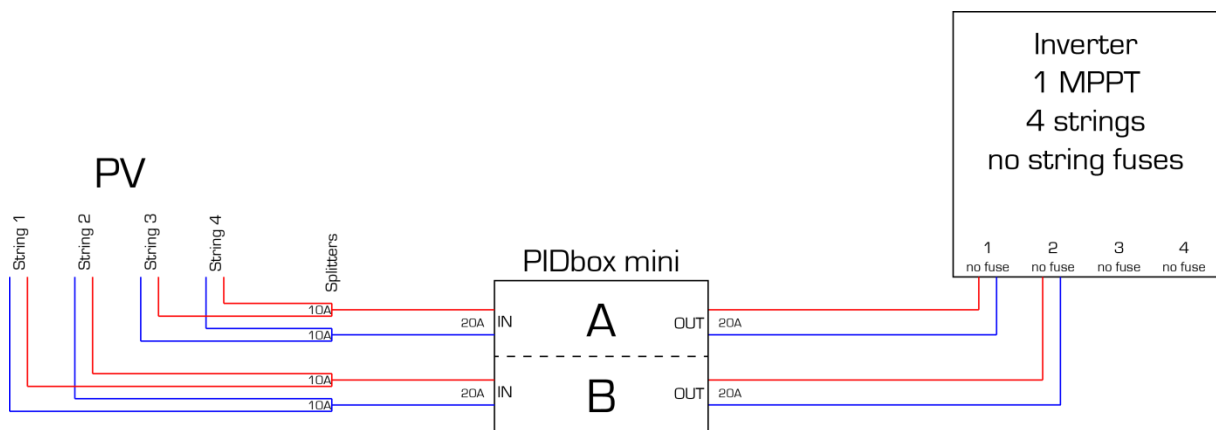 Inverter
1 MPPT
4 strings
no string fuses
PV
String 1
String 2
String 3
String 4
Splitters
1 2 3 4
no fuse no fuse no fuse no fuse
PIDbox mini
10A
20A IN A OUT 20A
10A
10A
20A IN B OUT 20A
10A